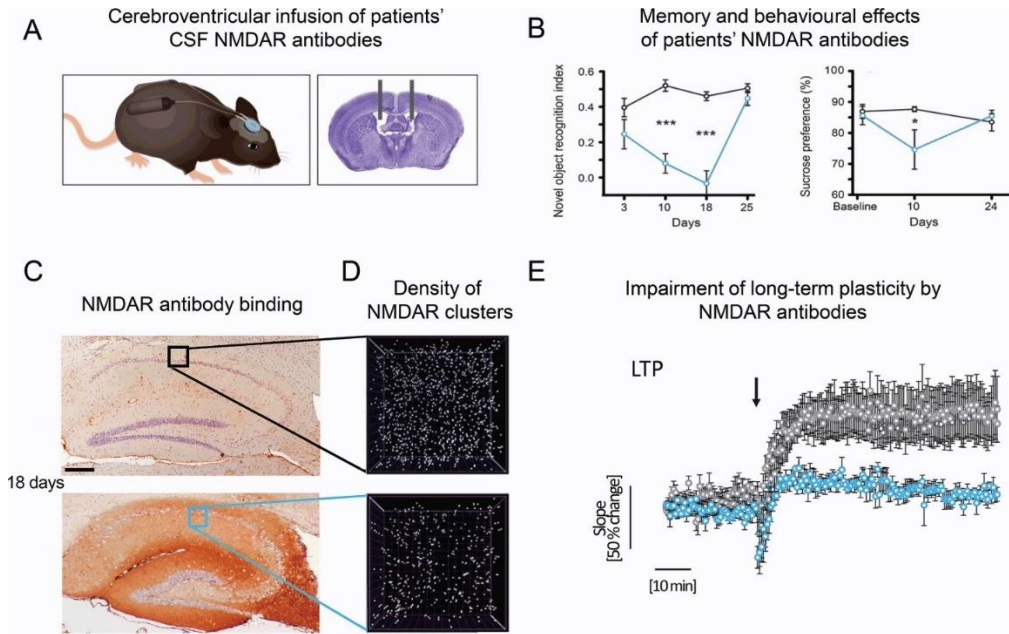 A
Cerebroventricular infusion of patients’
CSF NMDAR antibodies
B
Memory and behavioural effects
of patients’ NMDAR antibodies
Novel object recognition index
0.6
0.4
0.2
0.0
***
***
3
10
18
25
Days
Sucrose preference (%)
100
90
85
80
75
70
60
*
Baseline
10
24
Days
C
NMDAR antibody binding
18 days
D
Density of
NMDAR clusters
E
Impairment of long-term plasticity by
NMDAR antibodies
LTP
Slope
[50 % change]
[10 min]